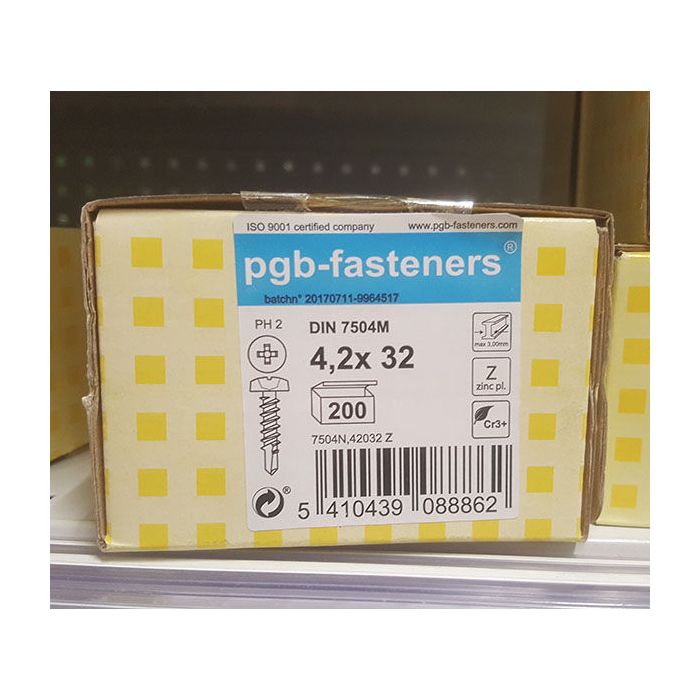 ISO 9001 certified company www.pgb-fasteners.com
pgb-fasteners®
batchn° 20170711-9964517
PH 2 DIN 7504M
max 3,00mm
4,2x 32
Z
zinc pl.
200
Cr3+
7504N,42032 Z
®
5 410439 088862